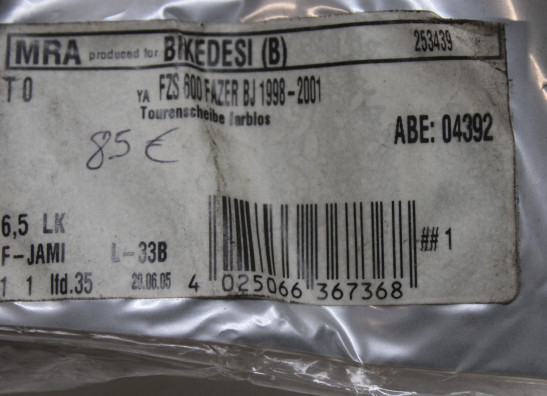 MRA produced for BIKEDESI (B) 253439
T 0 YA FZS 600 FAZER BJ 1998-2001
Tourenscheibe farblos
ABE: 04392
85 €
6,5 LK
F-JAMI L-33B
## 1
1 1 lfd.35 29.06.05
4 025066 367368